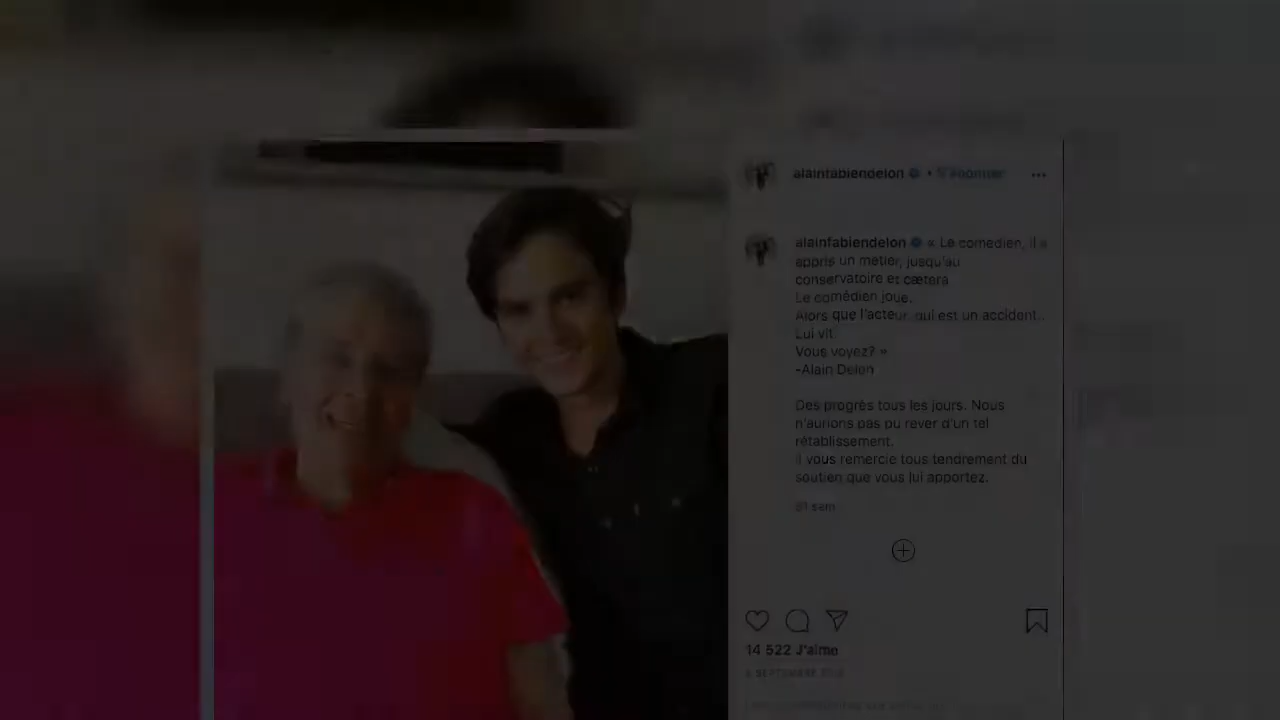 alainfabiendelon • S'abonner
alainfabiendelon « Le comédien, il a
appris un métier, jusqu'au
conservatoire et cætera
Le comédien joue.
Alors que l'acteur, qui est un accident..
Lui vit.
Vous voyez? »
-Alain Delon
Des progrès tous les jours. Nous
n'aurions pas pu rever d'un tel
rétablissement.
Il vous remercie tous tendrement du
soutien que vous lui apportez.
14 522 J'aime
SEPTEMBRE